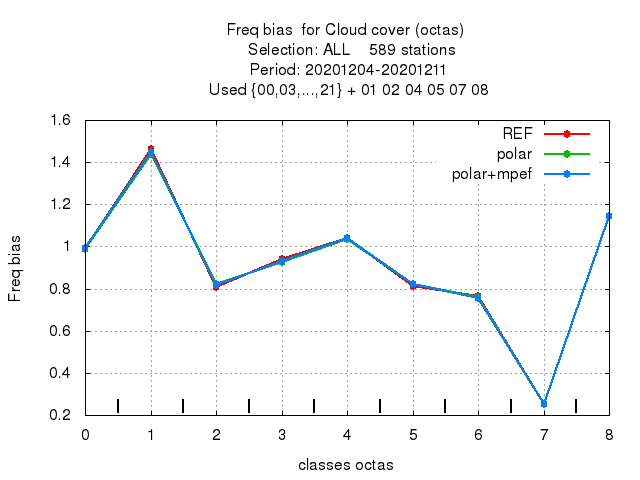 Freq bias  for Cloud cover (octas)
Selection: ALL    589 stations
Period: 20201204-20201211
Used {00,03,...,21} + 01 02 04 05 07 08
1.6
1.4
1.2
1
0.8
0.6
0.4
0.2
Freq bias
REF
polar
polar+mpef
0 1 2 3 4 5 6 7 8
classes octas